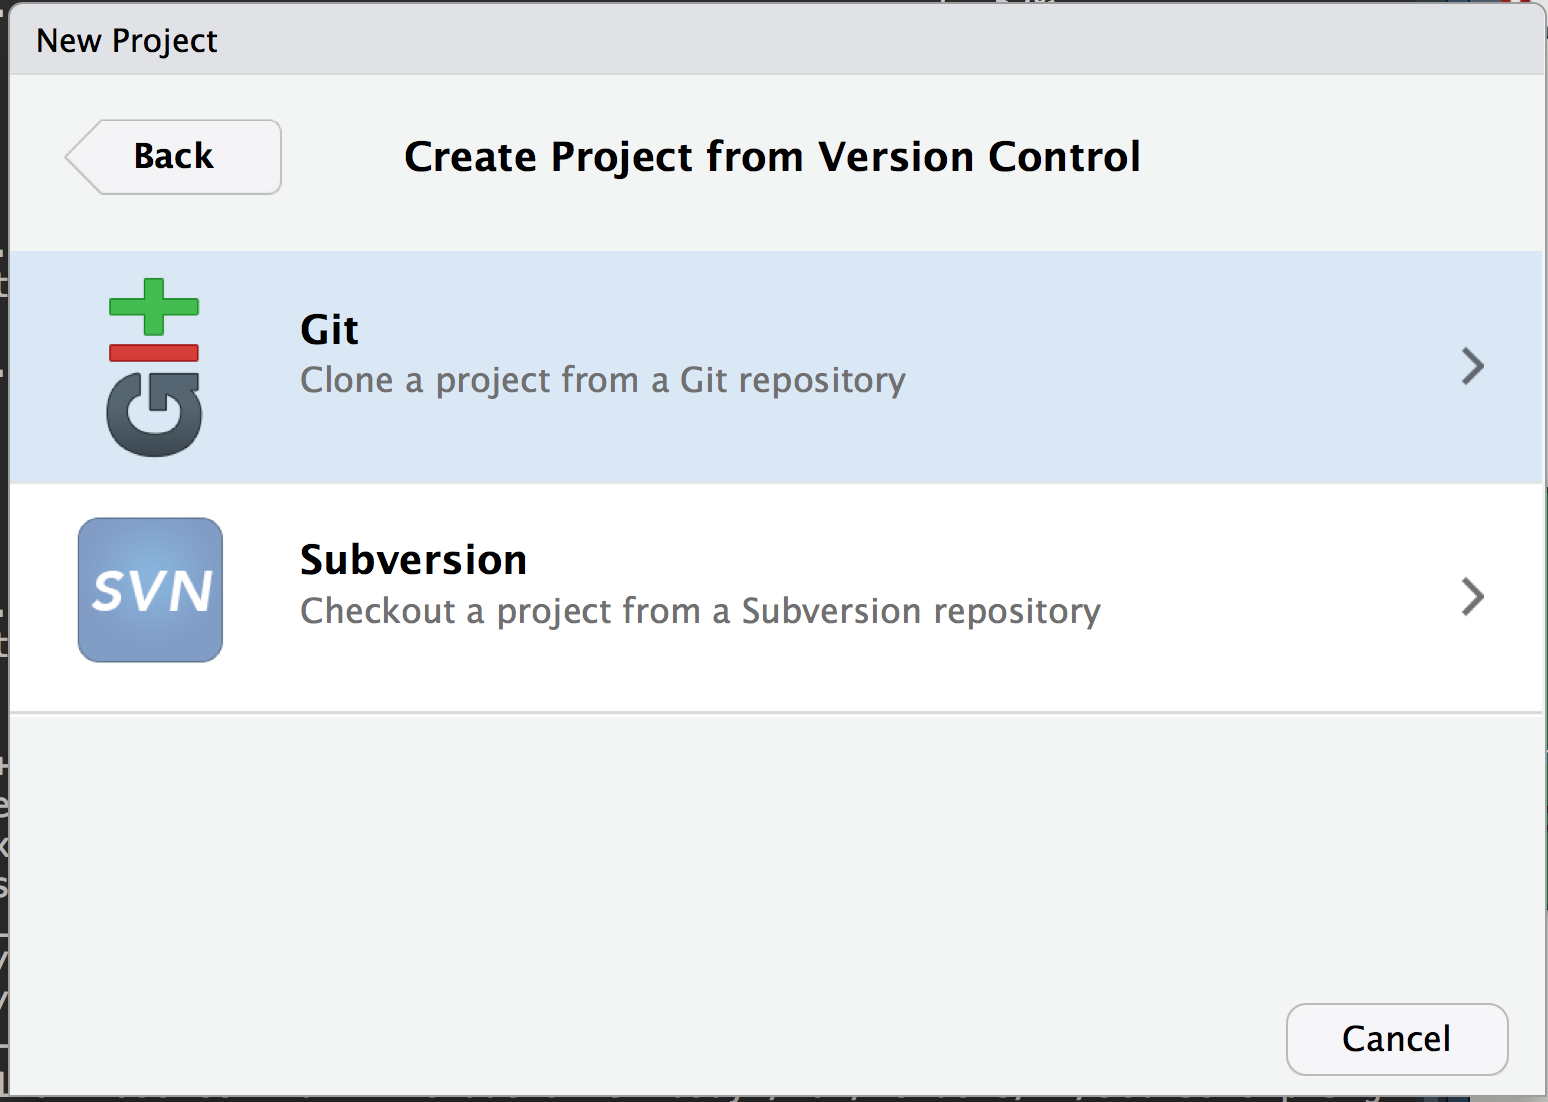 New Project
Back
Create Project from Version Control
Git
Git
Clone a project from a Git repository
SVN
Subversion
Checkout a project from a Subversion repository
Cancel